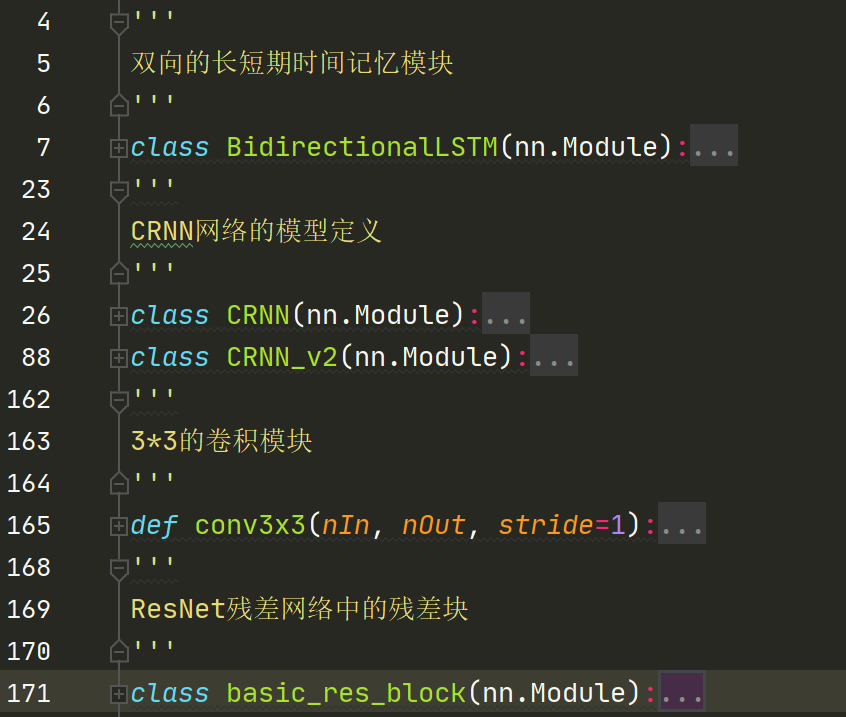 4 '''
5 双向的长短期时间记忆模块
6 '''
7 class BidirectionalLSTM(nn.Module):...
23 '''
24 CRNN网络的模型定义
25 '''
26 class CRNN(nn.Module):...
88 class CRNN_v2(nn.Module):...
162 '''
163 3*3的卷积模块
164 '''
165 def conv3x3(nIn, nOut, stride=1):...
168 '''
169 ResNet残差网络中的残差块
170 '''
171 class basic_res_block(nn.Module):...